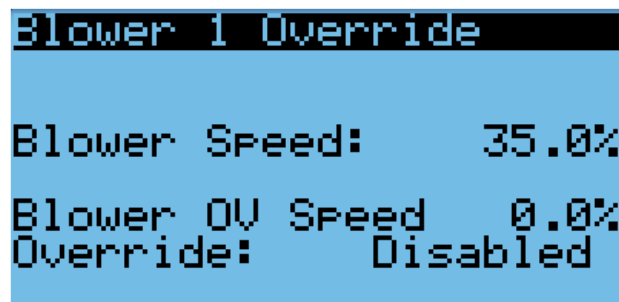 Blower 1 Override
Blower Speed: 35.0%
Blower OV Speed 0.0%
Override: Disabled